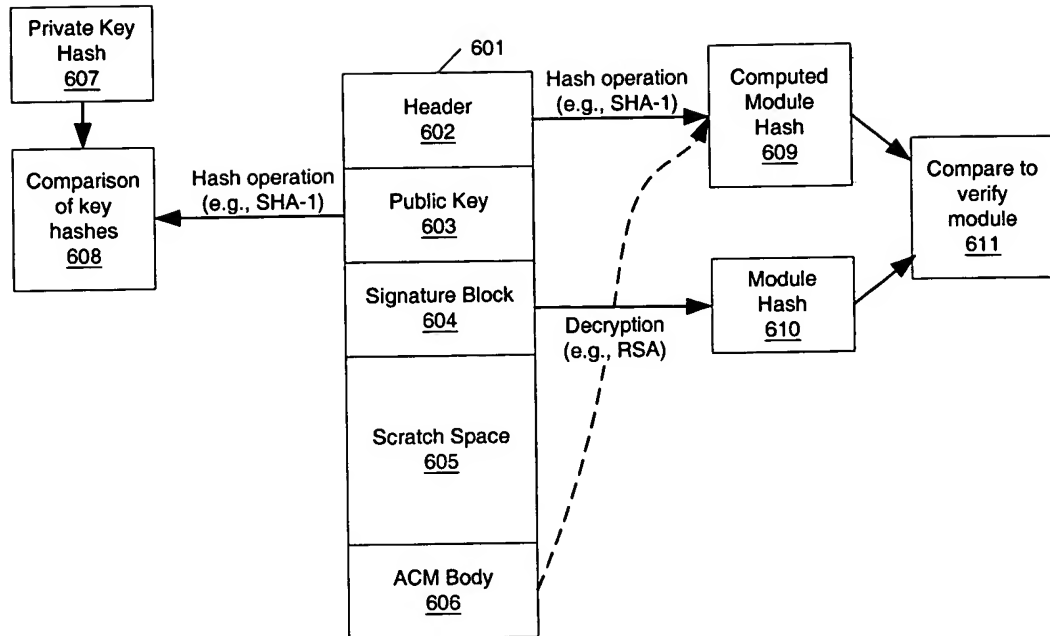 Private Key
Hash
607
Comparison
of key
hashes
608
Hash operation
(e.g., SHA-1)
601
Header
602
Public Key
603
Signature Block
604
Scratch Space
605
ACM Body
606
Hash operation
(e.g., SHA-1)
Decryption
(e.g., RSA)
Computed
Module
Hash
609
Module
Hash
610
Compare to
verify
module
611